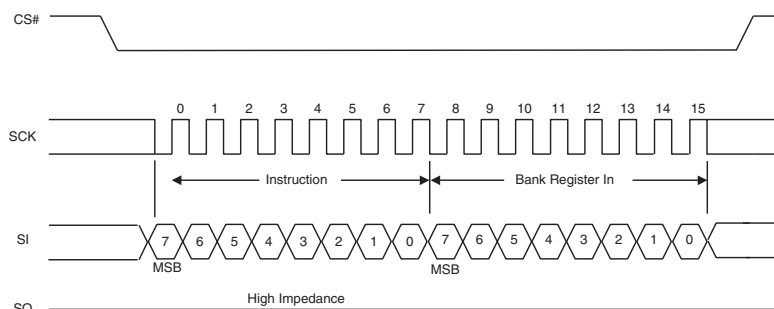 CS#
0 1 2 3 4 5 6 7 8 9 10 11 12 13 14 15
SCK
Instruction Bank Register In
SI 7 6 5 4 3 2 1 0 7 6 5 4 3 2 1 0
MSB MSB
High Impedance
SO